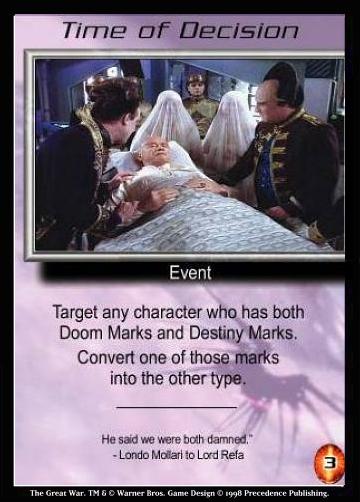 Time of Decision
Event
Target any character who has both
Doom Marks and Destiny Marks.
Convert one of those marks
into the other type.
He said we were both damned."
- Londo Mollari to Lord Refa
3
The Great War. TM & © Warner Bros. Game Design © 1998 Precedence Publishing.